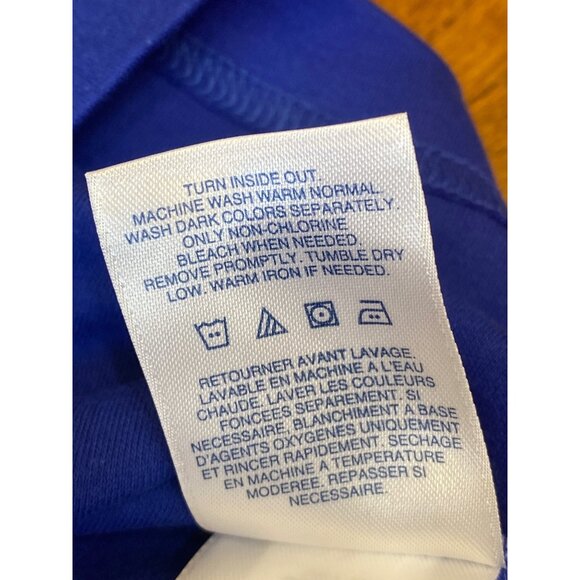 TURN INSIDE OUT.
MACHINE WASH WARM NORMAL.
WASH DARK COLORS SEPARATELY.
ONLY NON-CHLORINE
BLEACH WHEN NEEDED.
REMOVE PROMPTLY. TUMBLE DRY
LOW. WARM IRON IF NEEDED.
RETOURNER AVANT LAVAGE.
LAVABLE EN MACHINE A L'EAU
CHAUDE. LAVER LES COULEURS
FONCEES SEPAREMENT. SI
NECESSAIRE, BLANCHIMENT A BASE
D'AGENTS OXYGENES UNIQUEMENT
ET RINCER RAPIDEMENT. SECHAGE
EN MACHINE A TEMPERATURE
MODEREE. REPASSER SI
NECESSAIRE.